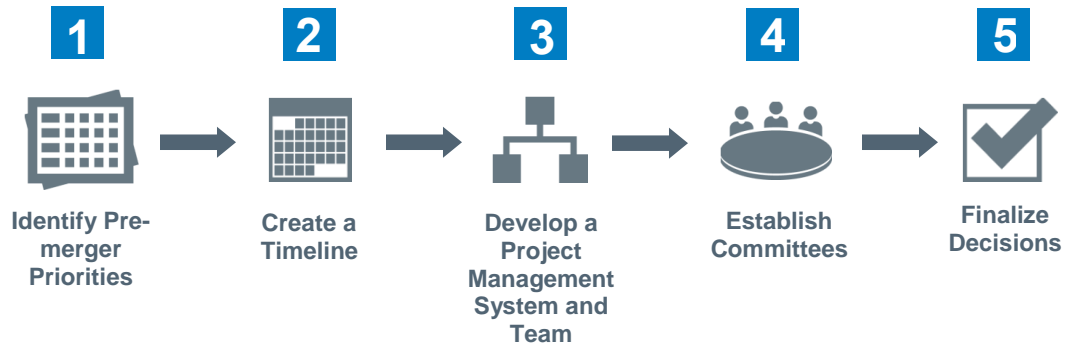 1
2
3
4
5
Identify Pre-
merger
Priorities
Create a
Timeline
Develop a
Project
Management
System and
Team
Establish
Committees
Finalize
Decisions